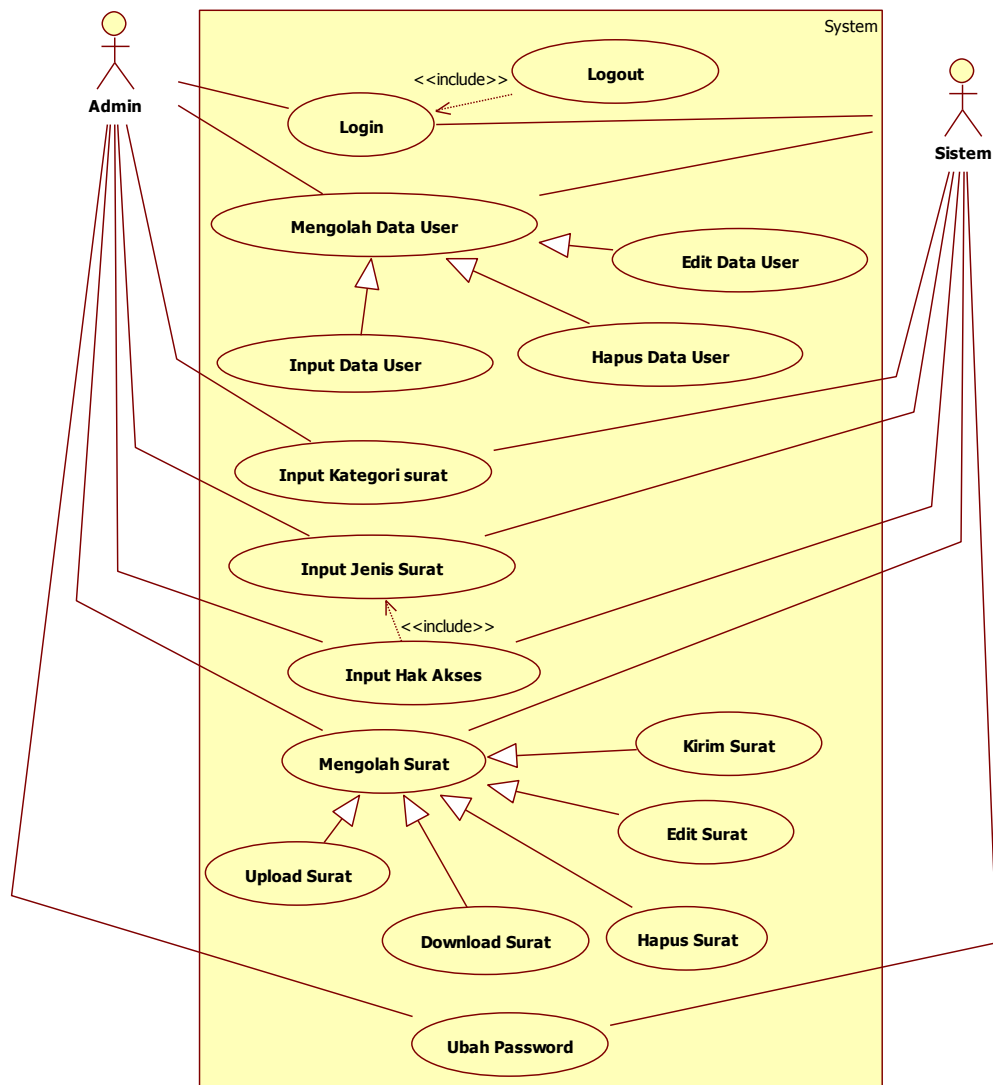 System
Admin
<<include>>
Logout
Login
Sistem
Mengolah Data User
Edit Data User
Input Data User
Hapus Data User
Input Kategori surat
Input Jenis Surat
<<include>>
Input Hak Akses
Kirim Surat
Mengolah Surat
Edit Surat
Upload Surat
Download Surat
Hapus Surat
Ubah Password